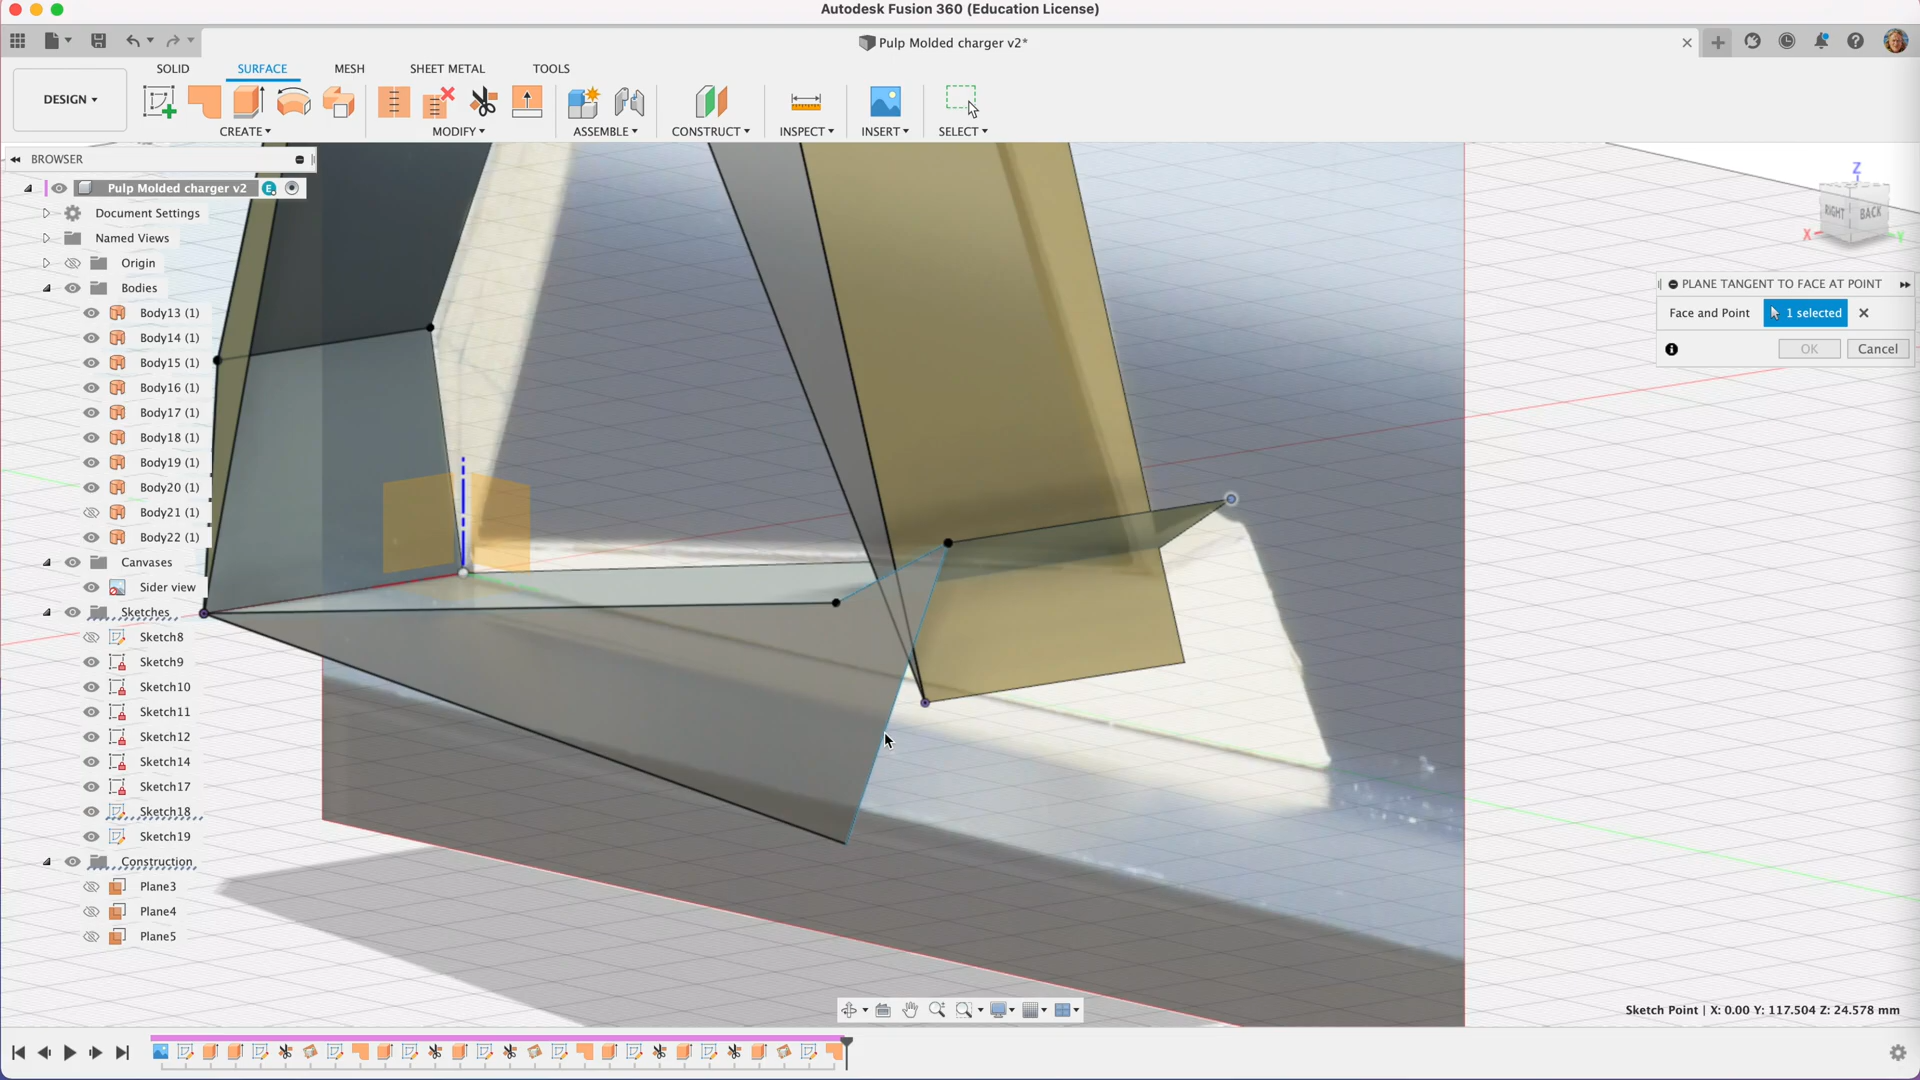 Autodesk Fusion 360 (Education License)
Pulp Molded charger v2*
DESIGN
SOLID SURFACE MESH SHEET METAL TOOLS
CREATE MODIFY ASSEMBLE CONSTRUCT INSPECT INSERT SELECT
BROWSER
Pulp Molded charger v2
Document Settings
Named Views
Origin
Bodies
Body13 (1)
Body14 (1)
Body15 (1)
Body16 (1)
Body17 (1)
Body18 (1)
Body19 (1)
Body20 (1)
Body21 (1)
Body22 (1)
Canvases
Sider view
Sketches
Sketch8
Sketch9
Sketch10
Sketch11
Sketch12
Sketch14
Sketch17
Sketch18
Sketch19
Construction
Plane3
Plane4
Plane5
Z
RIGHT BACK
X Y
PLANE TANGENT TO FACE AT POINT
Face and Point 1 selected
OK Cancel
Sketch Point | X: 0.00 Y: 117.504 Z: 24.578 mm